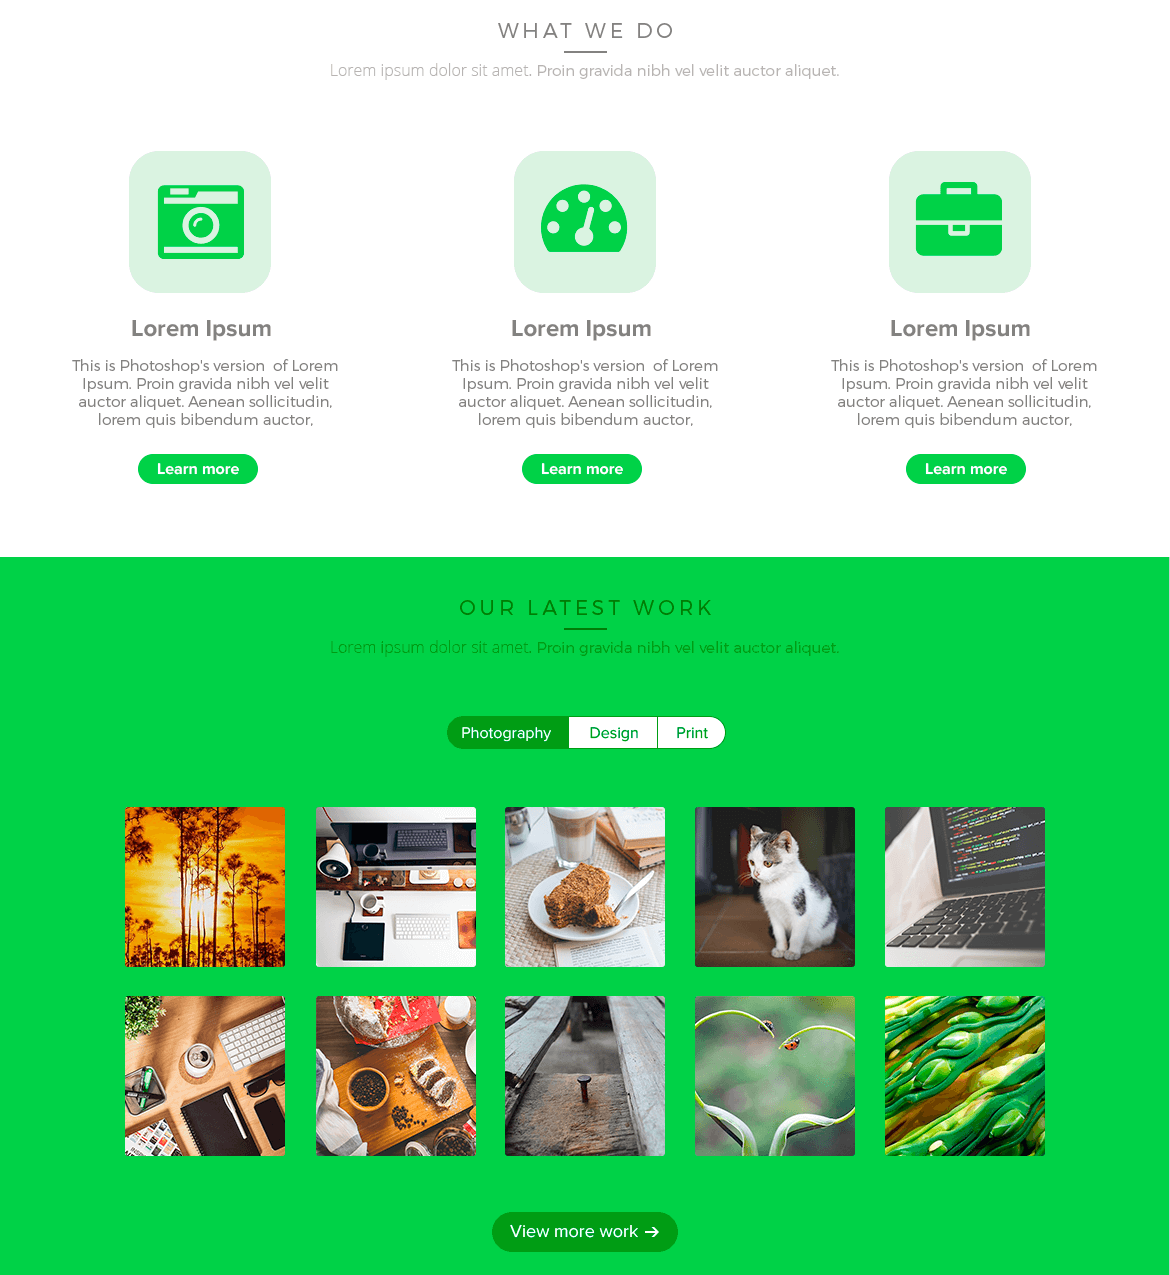 WHAT WE DO
Lorem ipsum dolor sit amet. Proin gravida nibh vel velit auctor aliquet.
Lorem Ipsum
This is Photoshop's version  of Lorem
Ipsum. Proin gravida nibh vel velit
auctor aliquet. Aenean sollicitudin,
lorem quis bibendum auctor,
Learn more
Lorem Ipsum
This is Photoshop's version  of Lorem
Ipsum. Proin gravida nibh vel velit
auctor aliquet. Aenean sollicitudin,
lorem quis bibendum auctor,
Learn more
Lorem Ipsum
This is Photoshop's version  of Lorem
Ipsum. Proin gravida nibh vel velit
auctor aliquet. Aenean sollicitudin,
lorem quis bibendum auctor,
Learn more
OUR LATEST WORK
Lorem ipsum dolor sit amet. Proin gravida nibh vel velit auctor aliquet.
Photography
Design
Print
View more work →